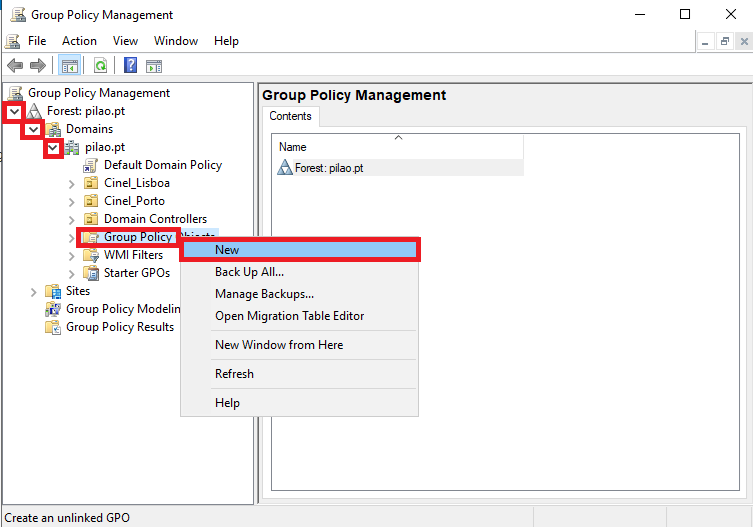 Group Policy Management
File Action View Window Help
Group Policy Management
Forest: pilao.pt
Domains
pilao.pt
Default Domain Policy
Cinel_Lisboa
Cinel_Porto
Domain Controllers
Group Policy Objects
WMI Filters
Starter GPOs
Sites
Group Policy Modelin
Group Policy Results
New
Back Up All...
Manage Backups...
Open Migration Table Editor
New Window from Here
Refresh
Help
Group Policy Management
Contents
Name
Forest: pilao.pt
Create an unlinked GPO